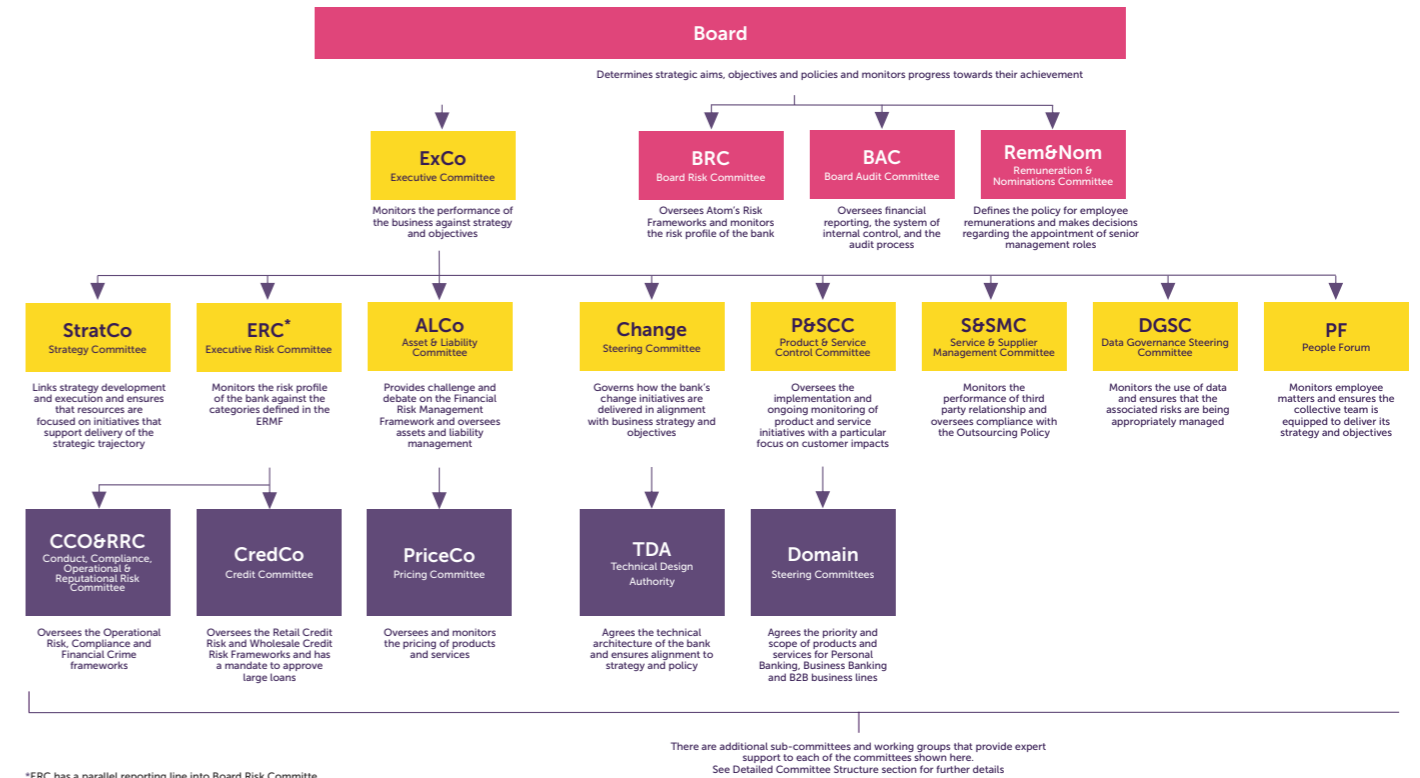 Board
Determines strategic aims, objectives and policies and monitors progress towards their achievement
ExCo
Executive Committee
Monitors the performance of
the business against strategy
and objectives
BRC
Board Risk Committee
Oversees Atom's Risk
Frameworks and monitors
the risk profile of the bank
BAC
Board Audit Committee
Oversees financial
reporting, the system of
internal control, and the
audit process
Rem&Nom
Remuneration &
Nominations Committee
Defines the policy for employee
remunerations and makes decisions
regarding the appointment of senior
management roles
StratCo
Strategy Committee
Links strategy development
and execution and ensures
that resources are
focused on initiatives that
support delivery of the
strategic trajectory
ERC*
Executive Risk Committee
Monitors the risk profile
of the bank against the
categories defined in the
ERMF
ALCo
Asset & Liability
Committee
Provides challenge and
debate on the Financial
Risk Management
Framework and oversees
assets and liability
management
Change
Steering Committee
Governs how the bank's
change initiatives are
delivered in alignment
with business strategy and
objectives
P&SCC
Product & Service
Control Committee
Oversees the
implementation and
ongoing monitoring of
product and service
initiatives with a particular
focus on customer impacts
S&SMC
Service & Supplier
Management Committee
Monitors the
performance of third
party relationship and
oversees compliance with
the Outsourcing Policy
DGSC
Data Governance Steering
Committee
Monitors the use of data
and ensures that the
associated risks are being
appropriately managed
PF
People Forum
Monitors employee
matters and ensures the
collective team is
equipped to deliver its
strategy and objectives
CCO&RRC
Conduct, Compliance,
Operational &
Reputational Risk
Committee
Oversees the Operational
Risk, Compliance and
Financial Crime
frameworks
CredCo
Credit Committee
Oversees the Retail Credit
Risk and Wholesale Credit
Risk Frameworks and has
a mandate to approve
large loans
PriceCo
Pricing Committee
Oversees and monitors
the pricing of products
and services
TDA
Technical Design
Authority
Agrees the technical
architecture of the bank
and ensures alignment to
strategy and policy
Domain
Steering Committees
Agrees the priority and
scope of products and
services for Personal
Banking, Business Banking
and B2B business lines
There are additional sub-committees and working groups that provide expert
support to each of the committees shown here.
See Detailed Committee Structure section for further details
*ERC has a parallel reporting line into Board Risk Committe